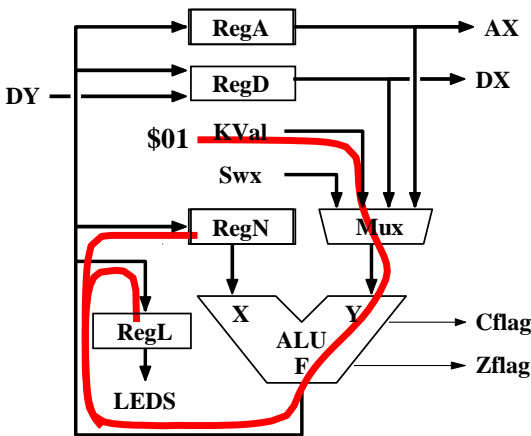 RegA
AX
RegD
DX
DY
$01
KVal
Swx
RegN
Mux
X
Y
ALU
F
Cflag
RegL
Zflag
LEDS